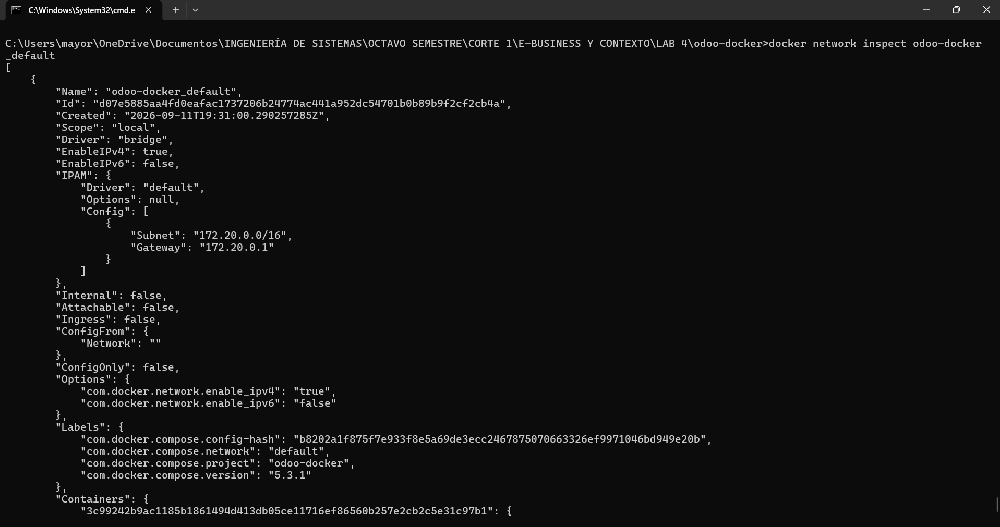 C:\Windows\System32\cmd.e
C:\Users\mayor\OneDrive\Documentos\INGENIERÍA DE SISTEMAS\OCTAVO SEMESTRE\CORTE 1\E-BUSINESS Y CONTEXTO\LAB 4\odoo-docker>docker network inspect odoo-docker
_default
[
    {
        "Name": "odoo-docker_default",
        "Id": "d07e5885aa4fd0eafac1737206b24774ac441a952dc54701b0b89b9f2cf2cb4a",
        "Created": "2026-09-11T19:31:00.290257285Z",
        "Scope": "local",
        "Driver": "bridge",
        "EnableIPv4": true,
        "EnableIPv6": false,
        "IPAM": {
            "Driver": "default",
            "Options": null,
            "Config": [
                {
                    "Subnet": "172.20.0.0/16",
                    "Gateway": "172.20.0.1"
                }
            ]
        },
        "Internal": false,
        "Attachable": false,
        "Ingress": false,
        "ConfigFrom": {
            "Network": ""
        },
        "ConfigOnly": false,
        "Options": {
            "com.docker.network.enable_ipv4": "true",
            "com.docker.network.enable_ipv6": "false"
        },
        "Labels": {
            "com.docker.compose.config-hash": "b8202a1f875f7e933f8e5a69de3ecc2467875070663326ef9971046bd949e20b",
            "com.docker.compose.network": "default",
            "com.docker.compose.project": "odoo-docker",
            "com.docker.compose.version": "5.3.1"
        },
        "Containers": {
            "3c99242b9ac1185b1861494d413db05ce11716ef86560b257e2cb2c5e31c97b1": {